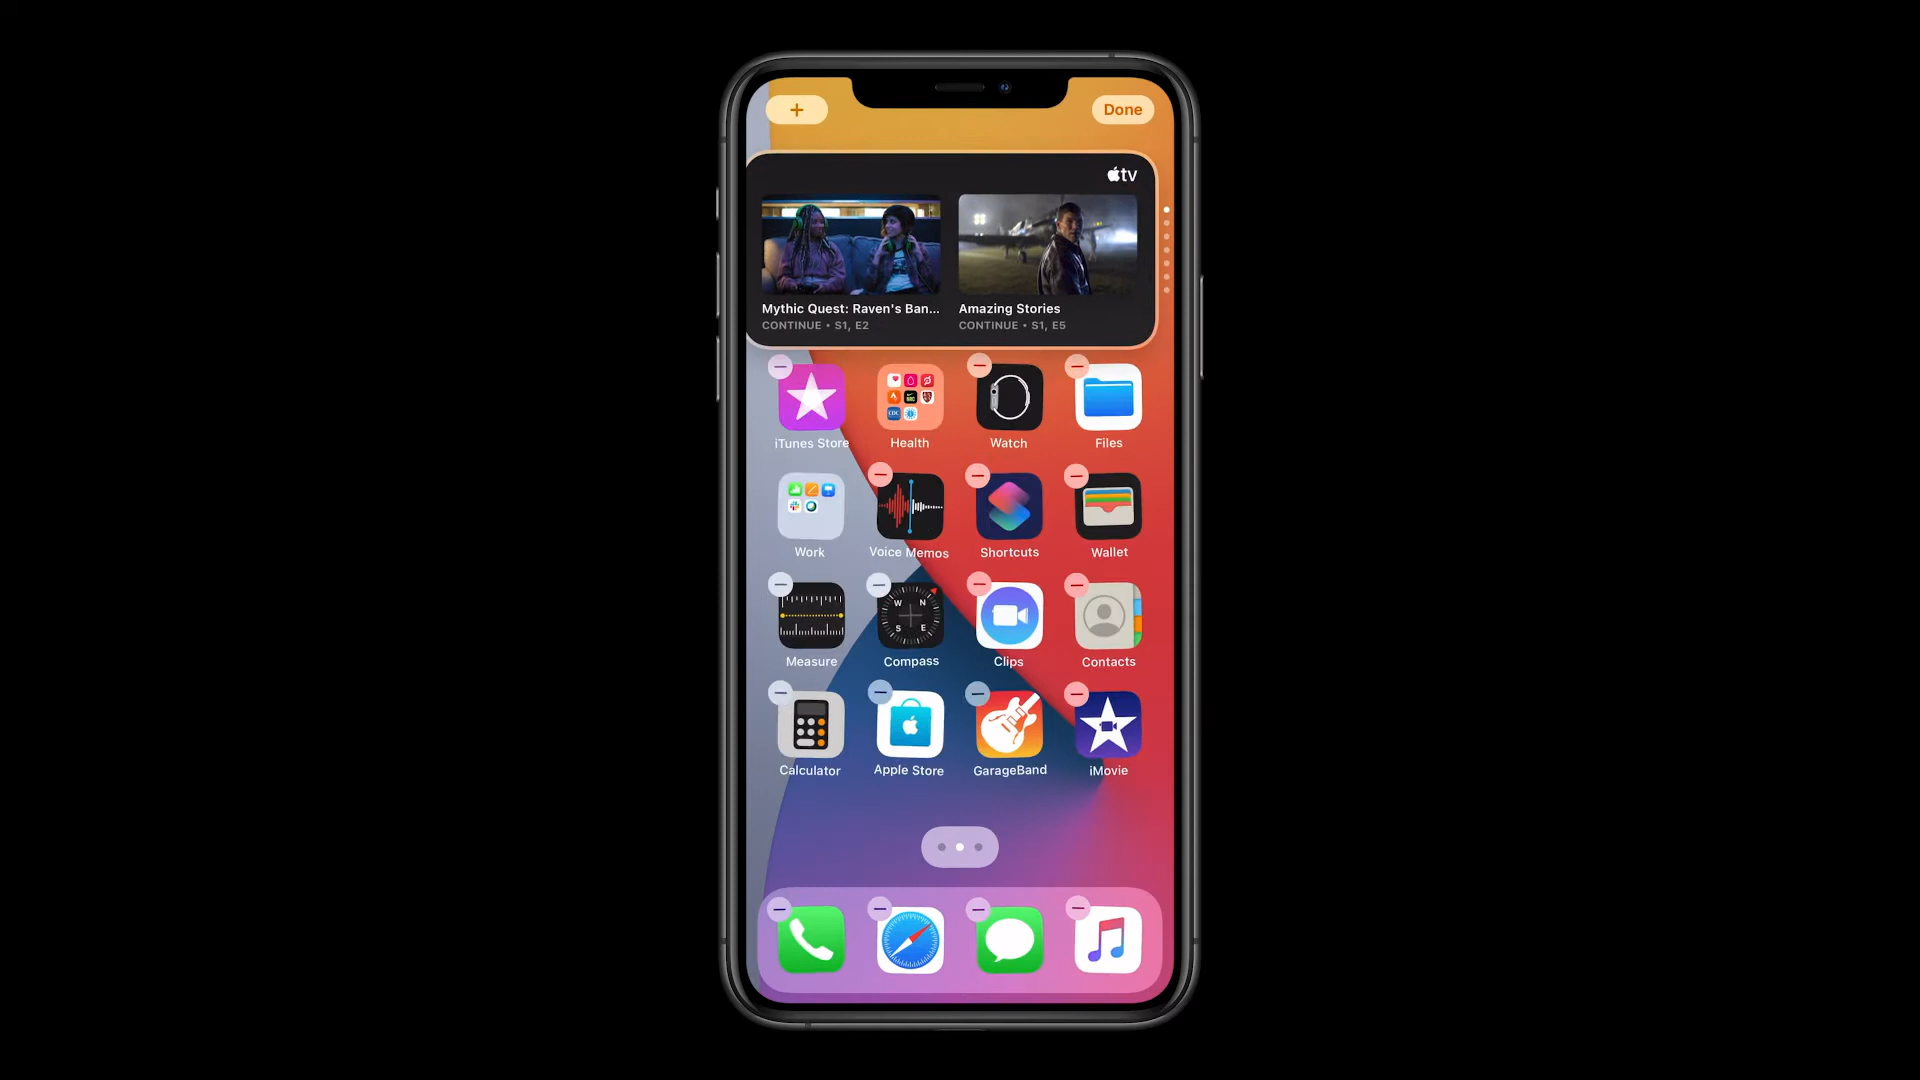 +
Done
tv
Mythic Quest: Raven's Ban...
CONTINUE • S1, E2
Amazing Stories
CONTINUE • S1, E5
iTunes Store
Health
Watch
Files
CDC
Work
Voice Memos
Shortcuts
Wallet
W N
S E
Measure
Compass
Clips
Contacts
Calculator
Apple Store
GarageBand
iMovie